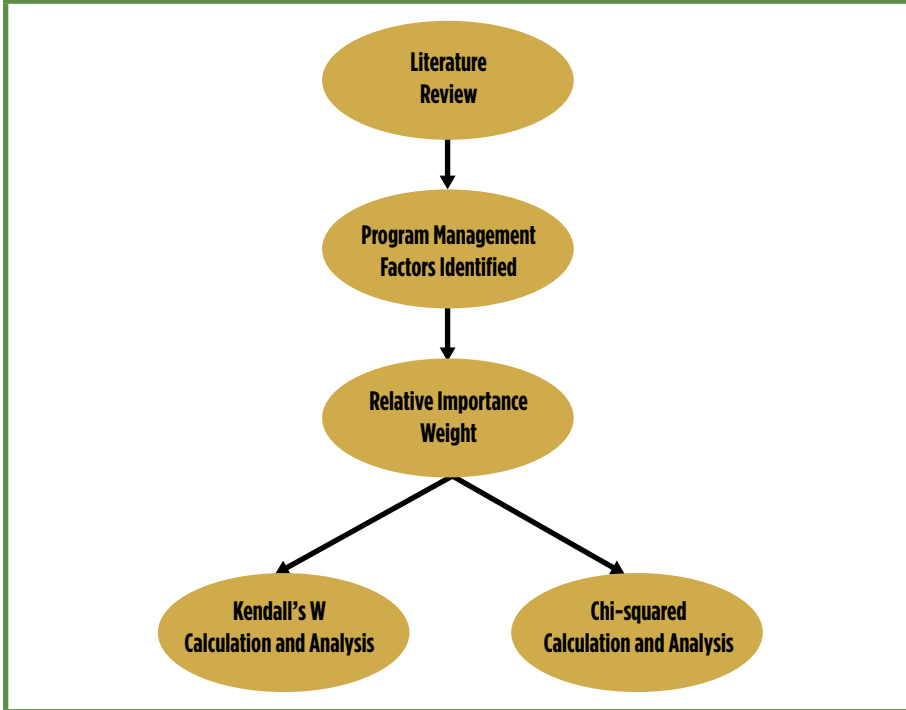 Literature
Review
Program Management
Factors Identified
Relative Importance
Weight
Kendall's W
Calculation and Analysis
Chi-squared
Calculation and Analysis